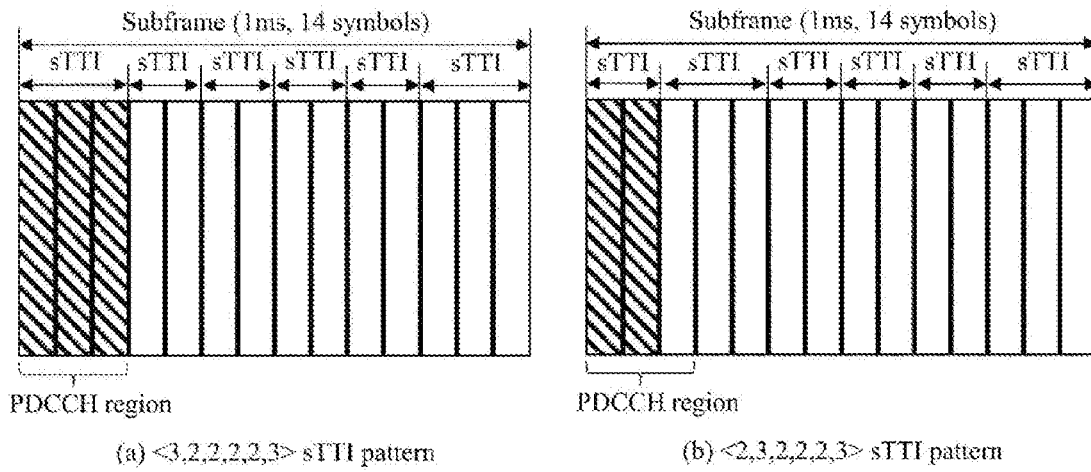 Subframe (1ms, 14 symbols)
sTTI sTTI sTTI sTTI sTTI sTTI
PDCCH region
(a) <3,2,2,2,2,3> sTTI pattern
Subframe (1ms, 14 symbols)
sTTI sTTI sTTI sTTI sTTI sTTI
PDCCH region
(b) <2,3,2,2,2,3> sTTI pattern